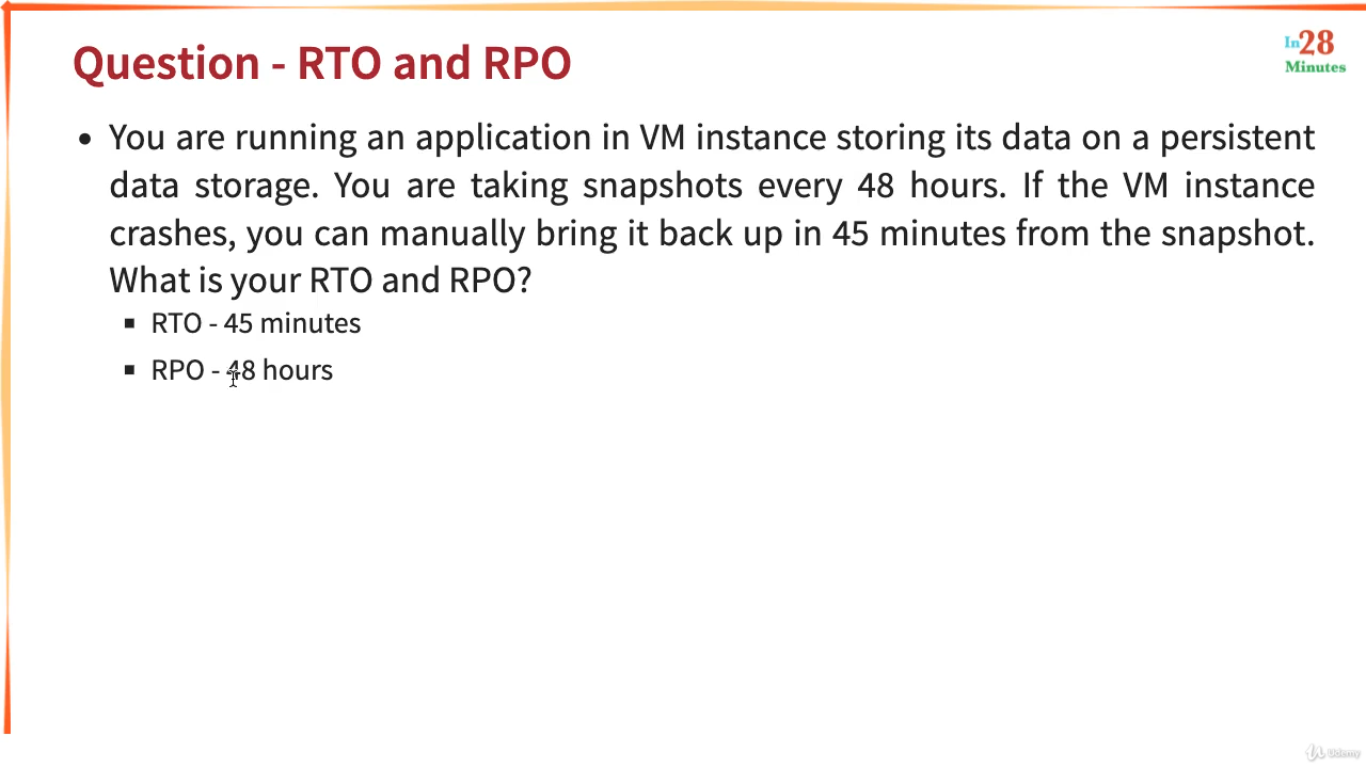 Question - RTO and RPO
In28
Minutes
• You are running an application in VM instance storing its data on a persistent
data storage. You are taking snapshots every 48 hours. If the VM instance
crashes, you can manually bring it back up in 45 minutes from the snapshot.
What is your RTO and RPO?
▪ RTO - 45 minutes
▪ RPO - 48 hours
Udemy